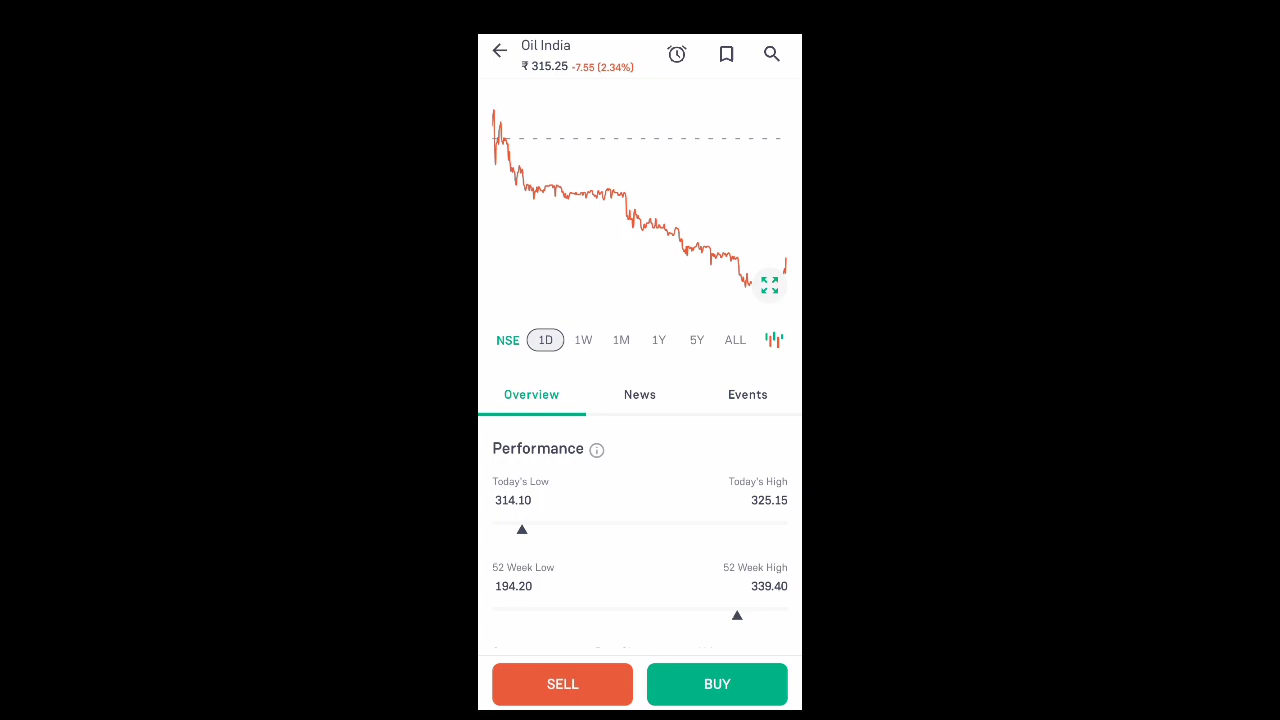 Oil India
₹ 315.25 -7.55 (2.34%)
NSE 1D 1W 1M 1Y 5Y ALL
Overview News Events
Performance
Today's Low Today's High
314.10 325.15
52 Week Low 52 Week High
194.20 339.40
SELL BUY